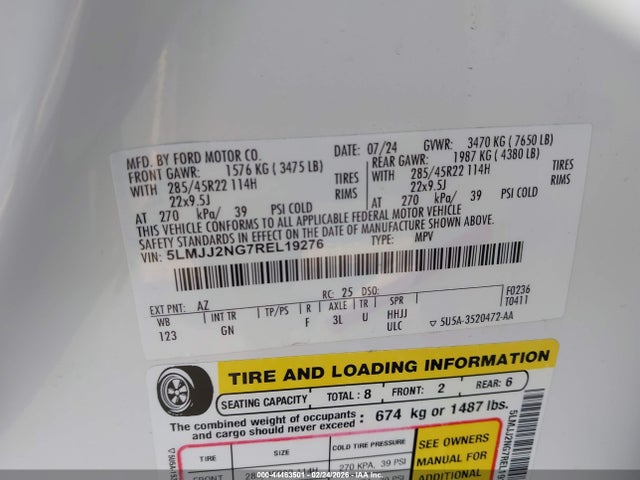 MFD. BY FORD MOTOR CO. DATE: 07/24 GVWR: 3470 KG ( 7650 LB)
FRONT GAWR: 1576 KG ( 3475 LB) REAR GAWR: 1987 KG ( 4380 LB)
WITH 285/45R22 114H TIRES WITH 285/45R22 114H TIRES
22x9.5J RIMS 22x9.5J RIMS
AT 270 kPa/ 39 PSI COLD AT 270 kPa/ 39 PSI COLD
THIS VEHICLE CONFORMS TO ALL APPLICABLE FEDERAL MOTOR VEHICLE
SAFETY STANDARDS IN EFFECT ON THE DATE OF MANUFACTURE SHOWN ABOVE.
VIN: 5LMJJ2NG7REL19276 TYPE: MPV
EXT PNT: AZ RC: 25 DSO: F0236
WB INT TR TP/PS R AXLE TR SPR T0411
123 GN F 3L U HHJJ
ULC ▽ 5U5A-3520472-AA
TIRE AND LOADING INFORMATION
SEATING CAPACITY TOTAL : 8 FRONT: 2 REAR: 6
The combined weight of occupants and cargo should never exceed : 674 kg or 1487 lbs.
TIRE SIZE COLD TIRE PRESSURE SEE OWNERS
MANUAL FOR
ADDITIONAL
FRONT 114H 270 KPA, 39 PSI
5LMJJ2NG7REL19
000-44483501 - 02/24/2026 - IAA Inc.